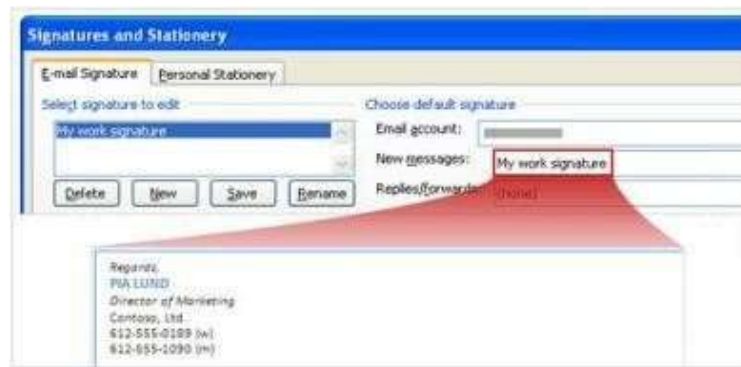 Signatures and Stationery
E-mail Signature Personal Stationery
Select signature to edit
Choose default signature
My work signature
Email account:
New messages: My work signature
Delete New Save Rename
Replies/forwards: (none)
Regards,
PIA LUND
Director of Marketing
Contoso, Ltd.
612-555-0189 (w)
612-555-1090 (m)